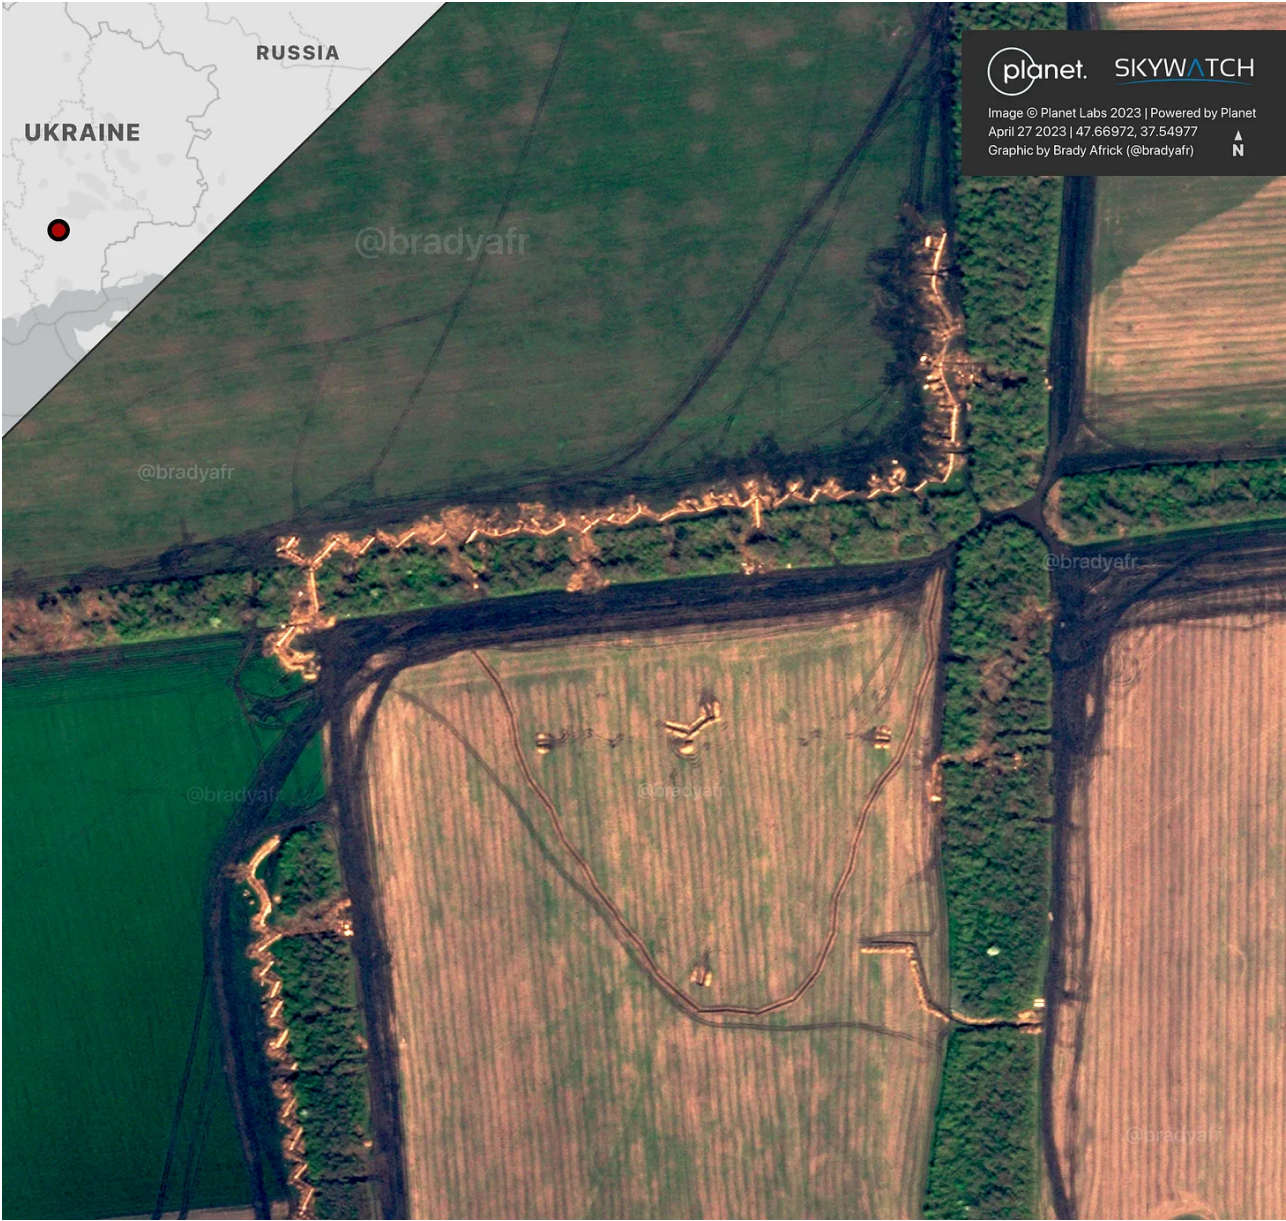 RUSSIA
UKRAINE
planet. SKYWATCH
Image © Planet Labs 2023 | Powered by Planet
April 27 2023 | 47.66972, 37.54977
Graphic by Brady Africk (@bradyafr)
N
@bradyafr
@bradyafr
@bradyafr
@bradyafr
@bradyafr
@bradyafr